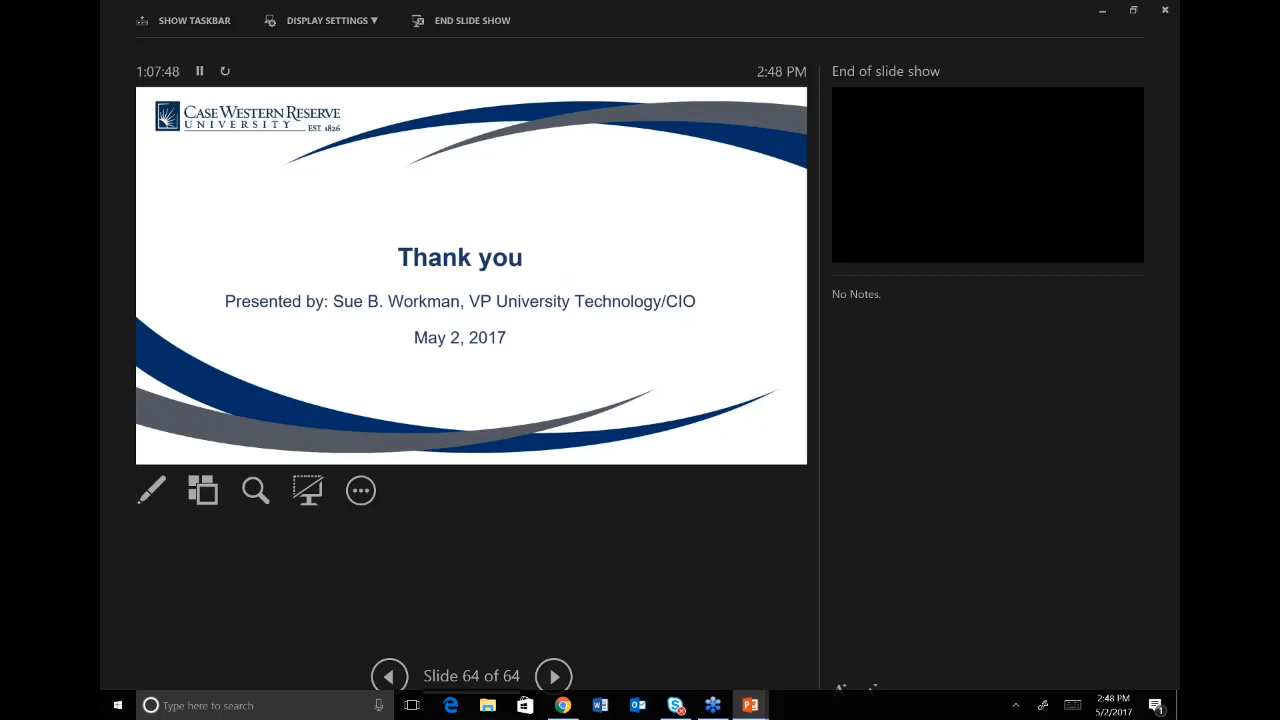 SHOW TASKBAR
DISPLAY SETTINGS ▼
END SLIDE SHOW
1:07:48
2:48 PM
End of slide show
CASE WESTERN RESERVE
UNIVERSITY EST. 1826
Thank you
Presented by: Sue B. Workman, VP University Technology/CIO
May 2, 2017
No Notes.
Slide 64 of 64
Type here to search
2:48 PM
5/2/2017
1